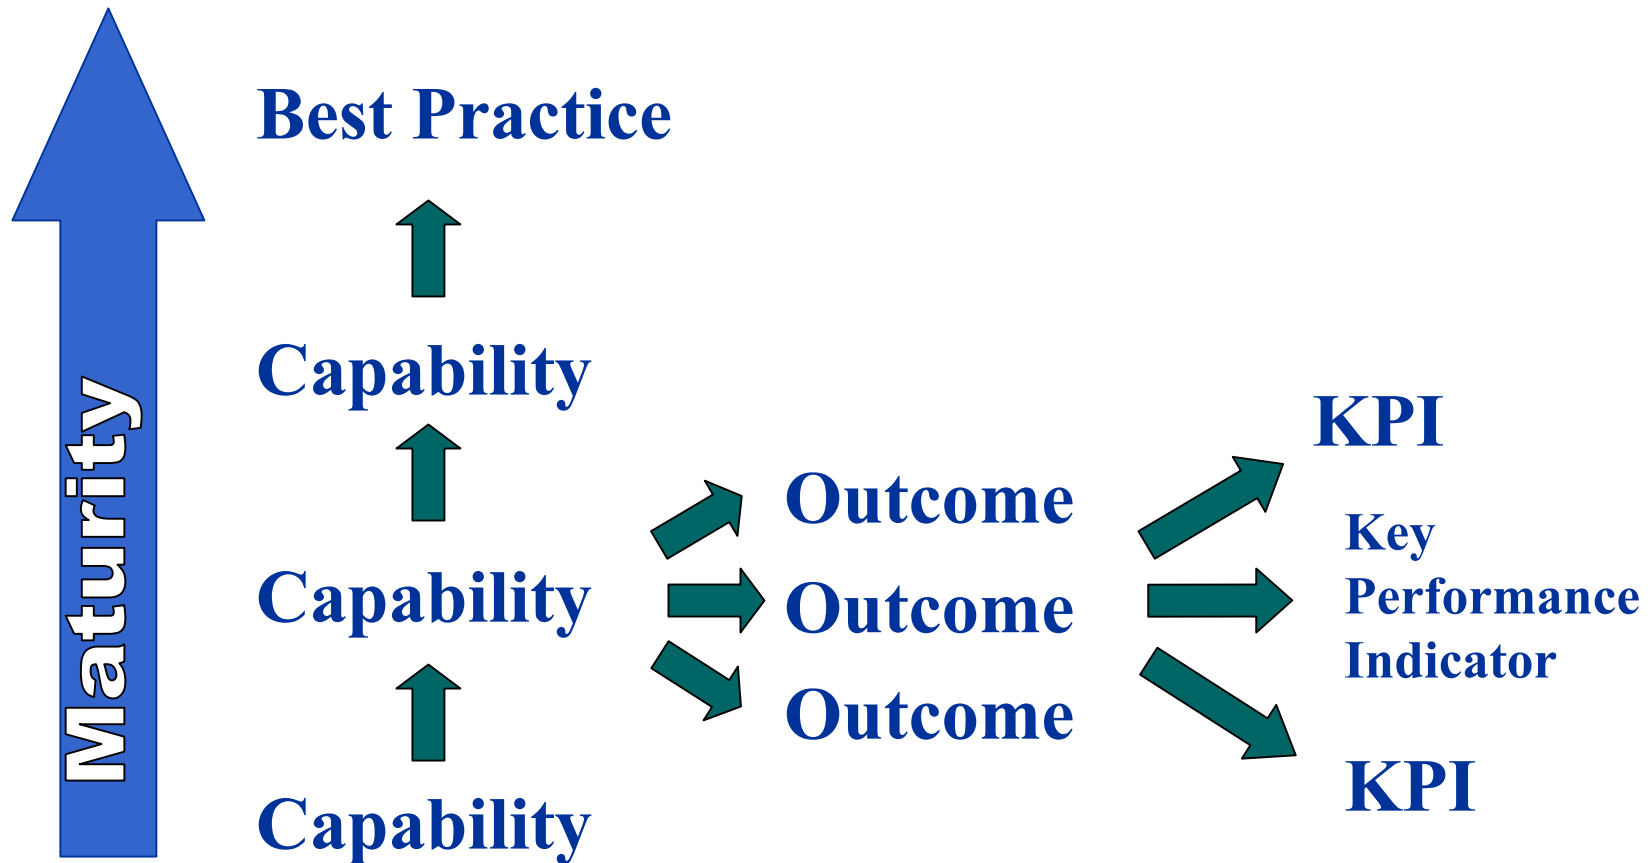 Maturity
Best Practice
Capability
Capability
Capability
Outcome
Outcome
Outcome
KPI
Key
Performance
Indicator
KPI